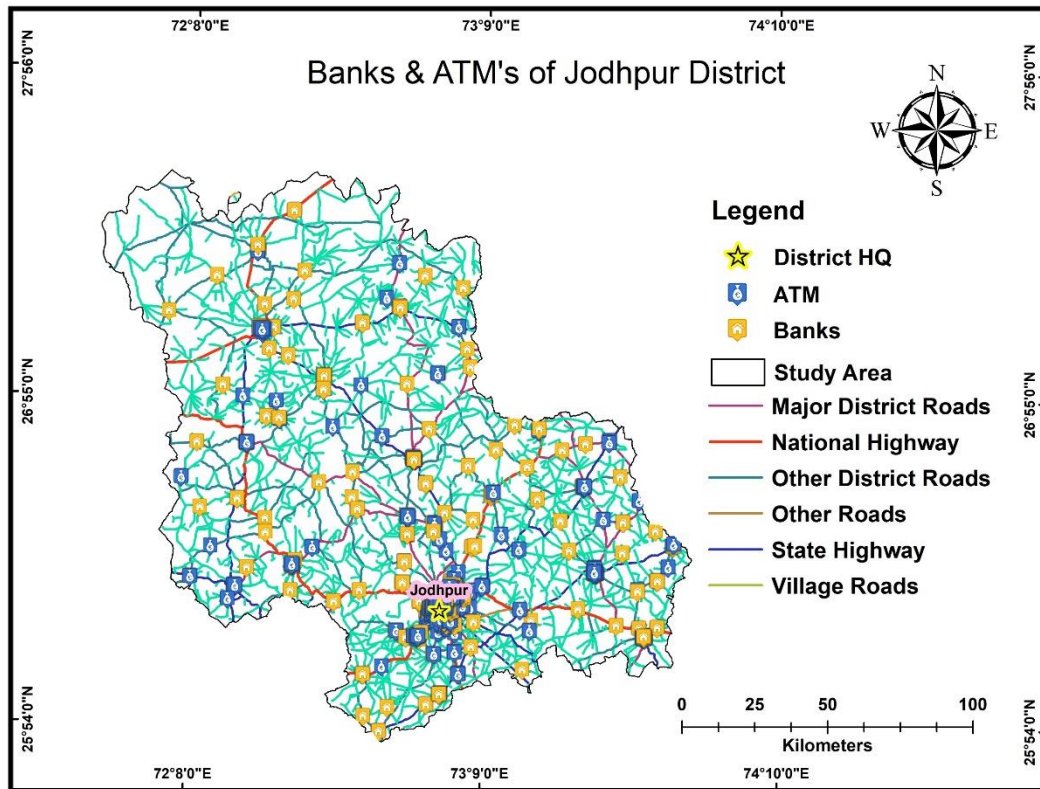 72°8'0"E
73°9'0"E
74°10'0"E
27°56'0"N
27°56'0"N
Banks & ATM's of Jodhpur District
N
W
E
S
Legend
District HQ
ATM
Banks
Study Area
Major District Roads
National Highway
Other District Roads
Other Roads
State Highway
Village Roads
26°55'0"N
26°55'0"N
Jodhpur
0 25 50 100
Kilometers
25°54'0"N
25°54'0"N
72°8'0"E
73°9'0"E
74°10'0"E